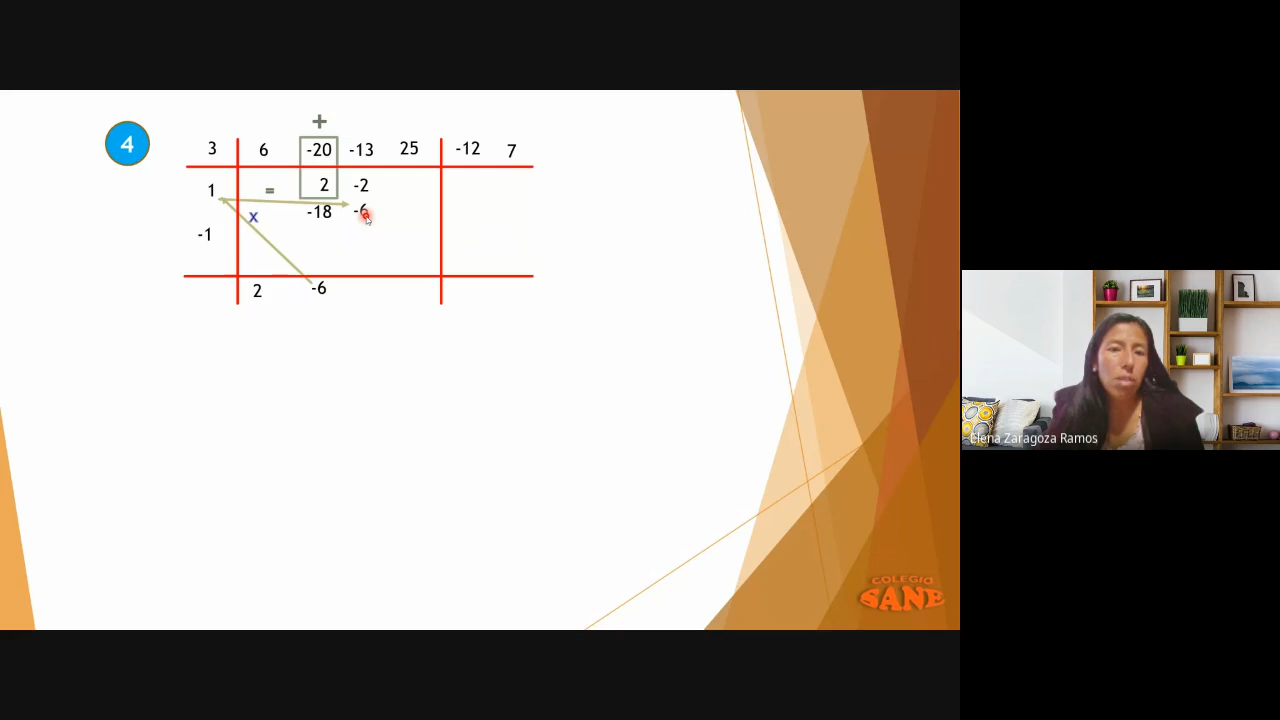 4
+
3 6 -20 -13 25 -12 7
1 = 2 -2
x -18 -6
-1
2 -6
COLEGIO
SANE
Elena Zaragoza Ramos